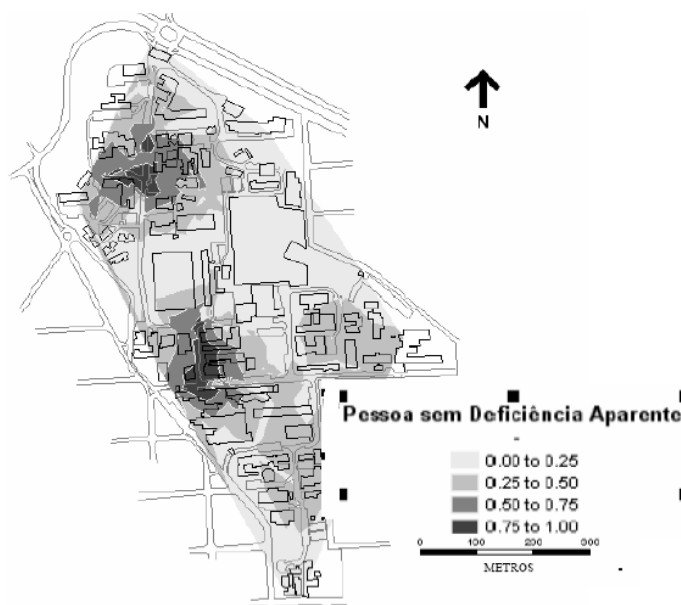 N
Pessoa sem Deficiência Aparente
0.00 to 0.25
0.25 to 0.50
0.50 to 0.75
0.75 to 1.00
0 100 200 300
METROS